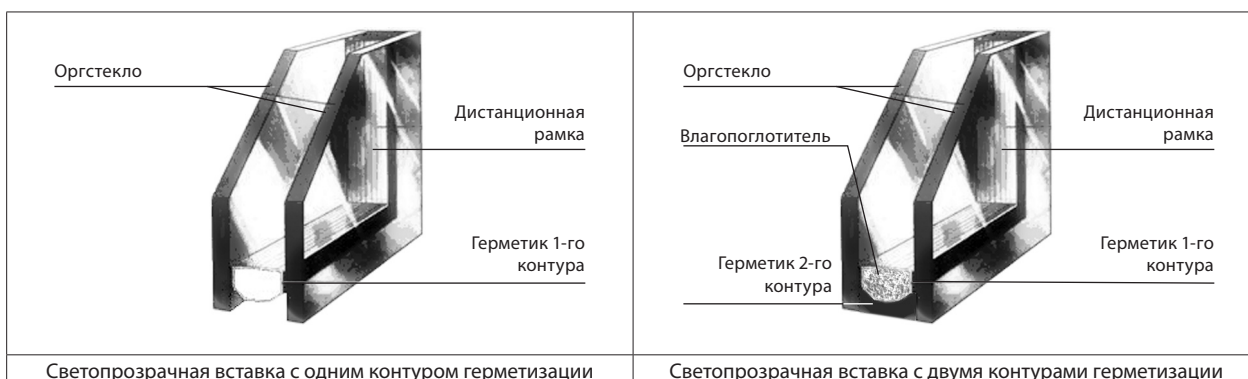 Оргстекло
Дистанционная
рамка
Герметик 1-го
контура
Светопрозрачная вставка с одним контуром герметизации
Оргстекло
Влагопоглотитель
Дистанционная
рамка
Герметик 2-го
контура
Герметик 1-го
контура
Светопрозрачная вставка с двумя контурами герметизации